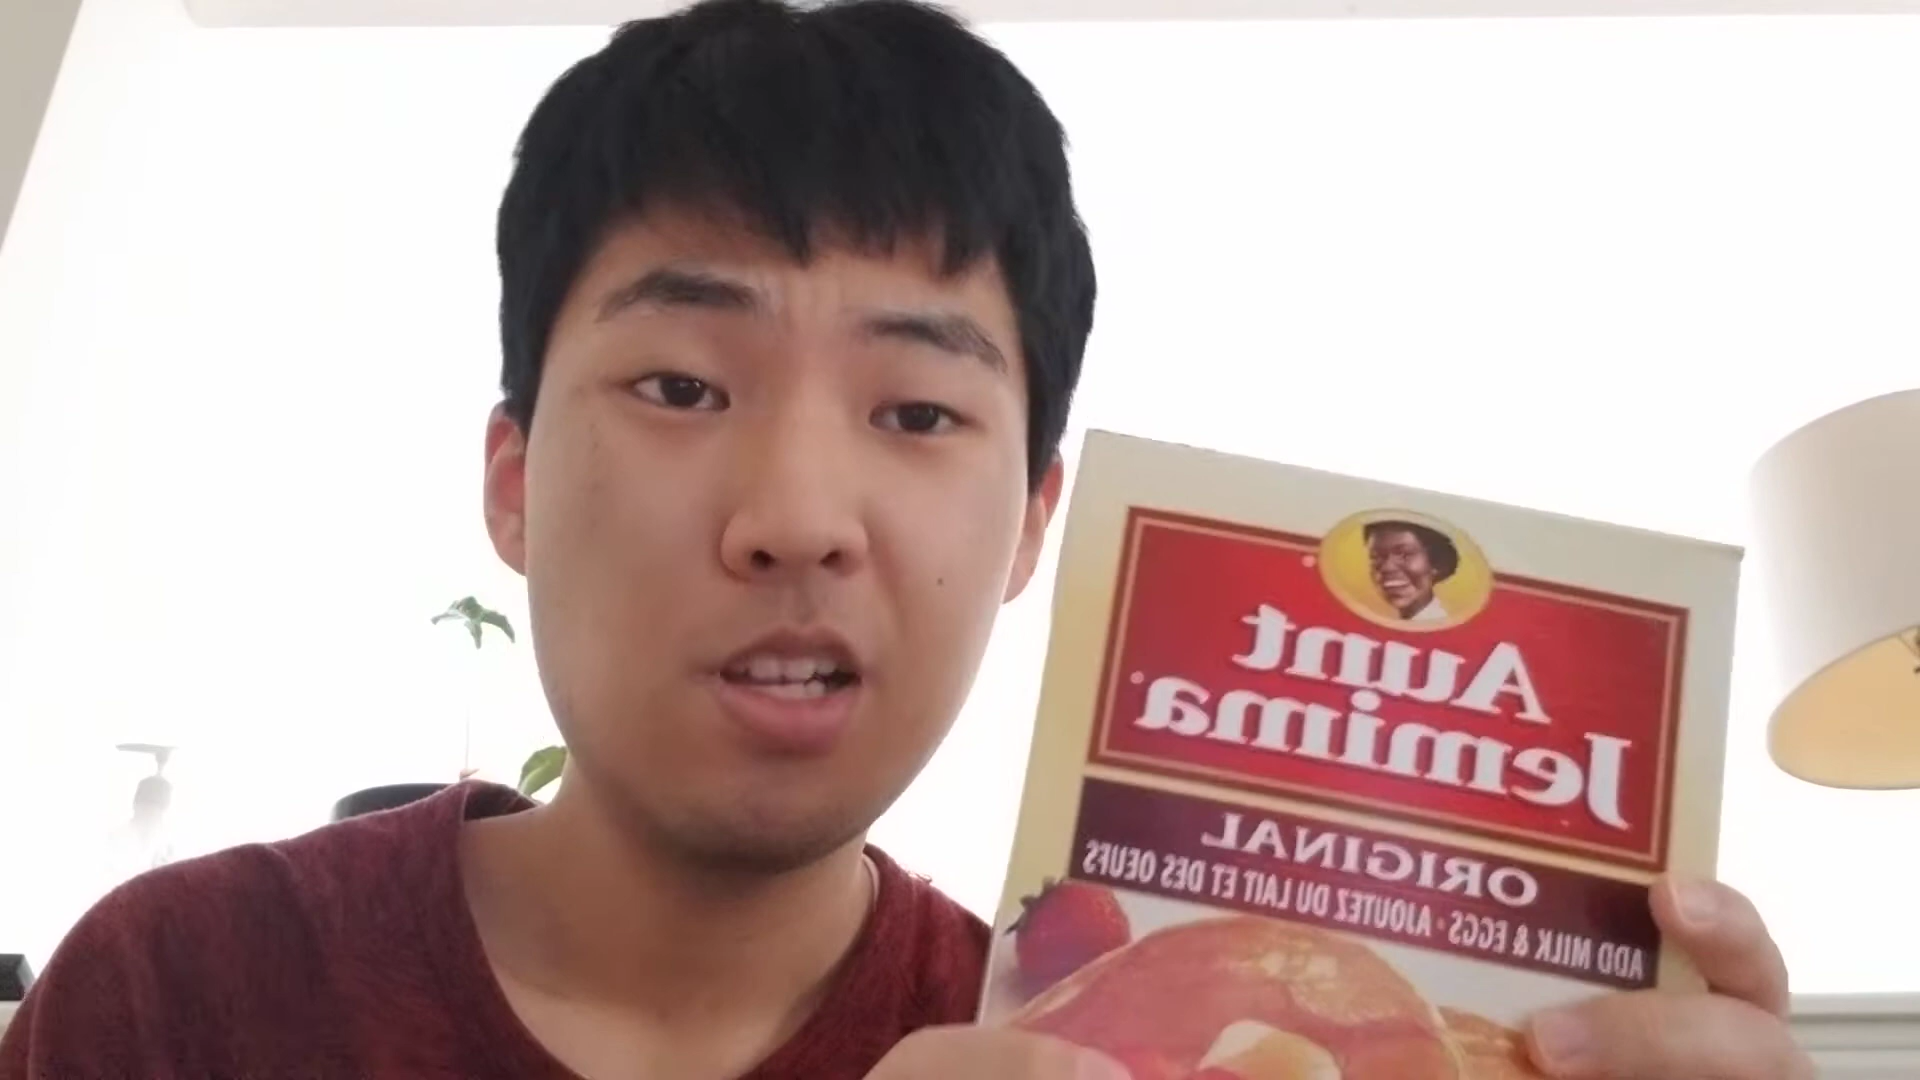 Aunt
Jemima
ORIGINAL
ADD MILK & EGGS • AJOUTEZ DU LAIT ET DES OEUFS